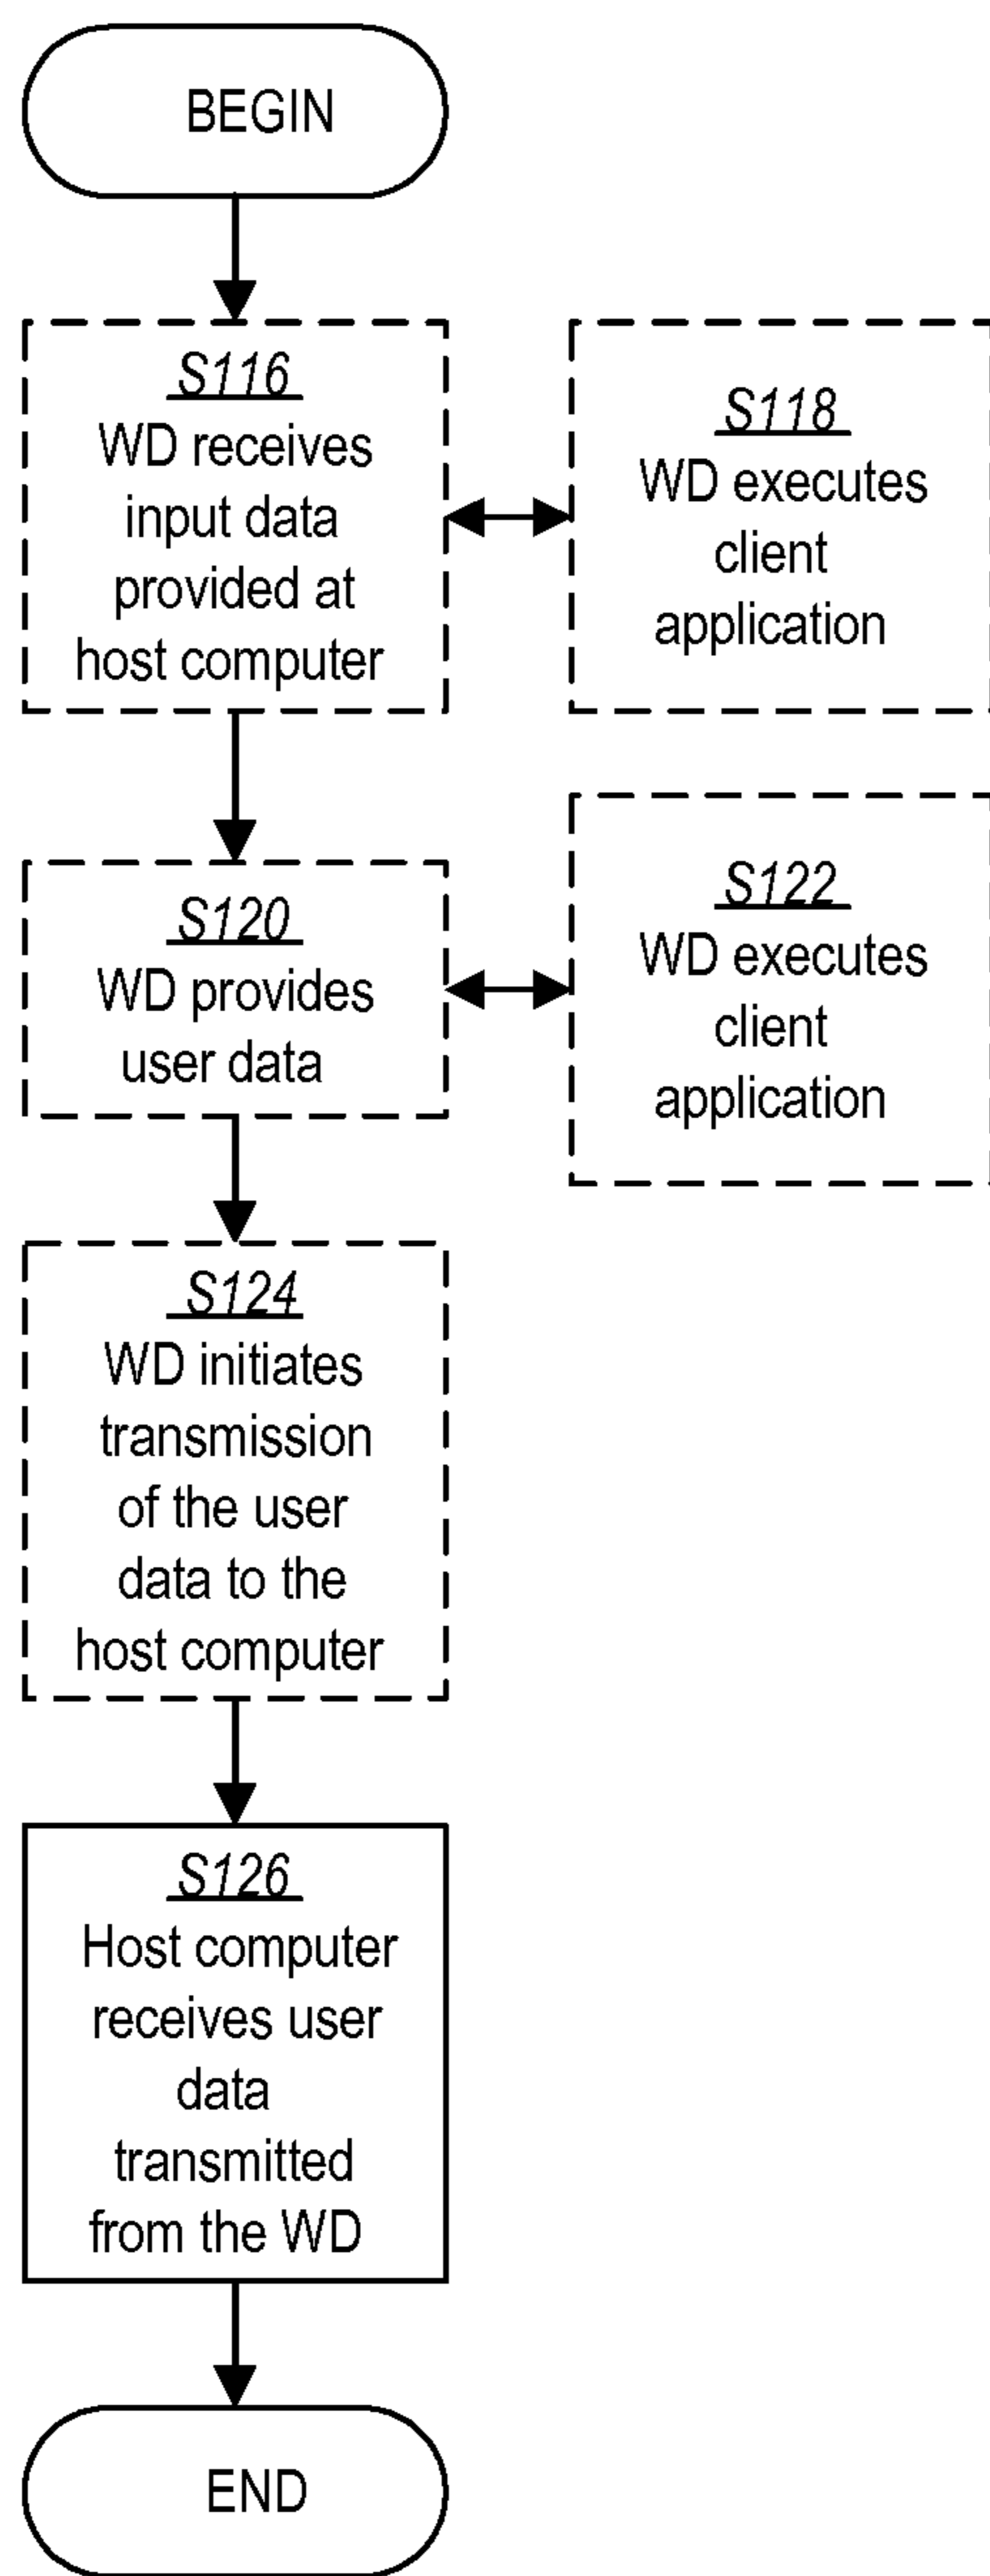 BEGIN
S116
WD receives
input data
provided at
host computer
S118
WD executes
client
application
S120
WD provides
user data
S122
WD executes
client
application
S124
WD initiates
transmission
of the user
data to the
host computer
S126
Host computer
receives user
data
transmitted
from the WD
END